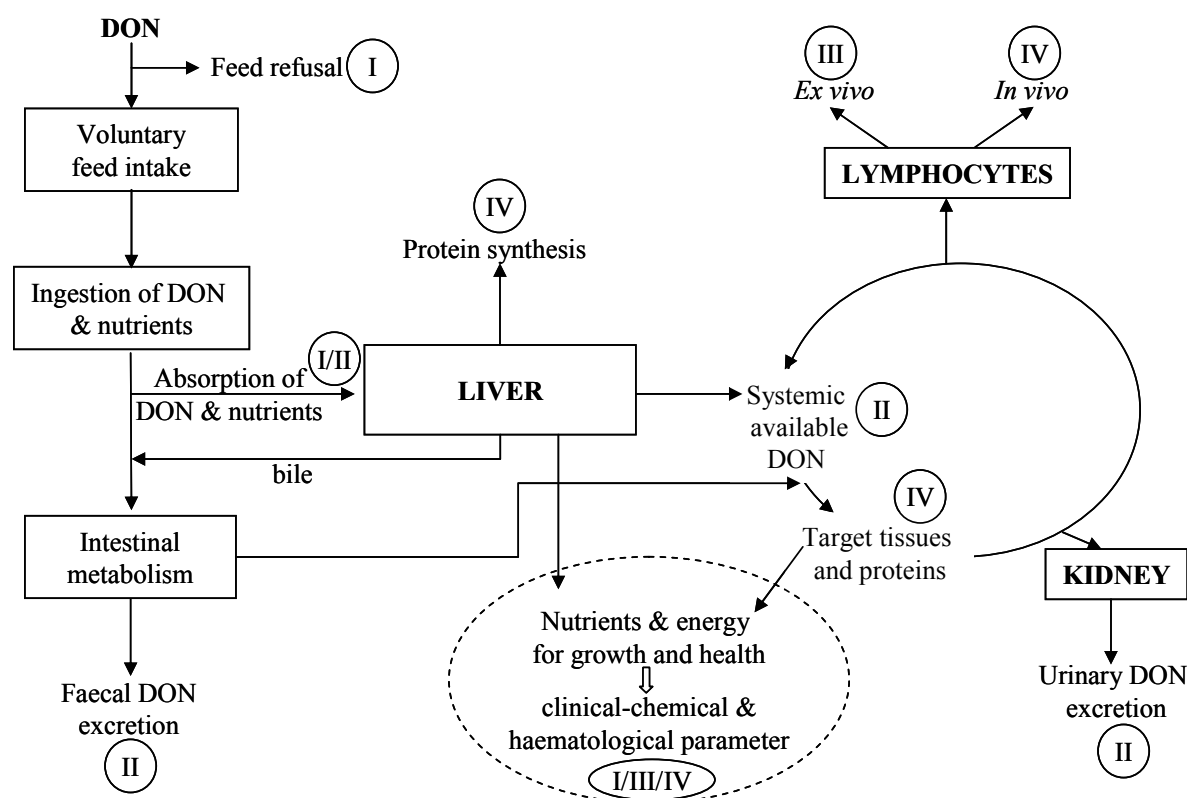 DON
Feed refusal
I
Voluntary
feed intake
Ingestion of DON
& nutrients
Absorption of
DON & nutrients
I/II
bile
Intestinal
metabolism
Faecal DON
excretion
II
IV
Protein synthesis
LIVER
Systemic
available
DON
II
IV
Target tissues
and proteins
Nutrients & energy
for growth and health
clinical-chemical &
haematological parameter
I/III/IV
III
Ex vivo
IV
In vivo
LYMPHOCYTES
KIDNEY
Urinary DON
excretion
II